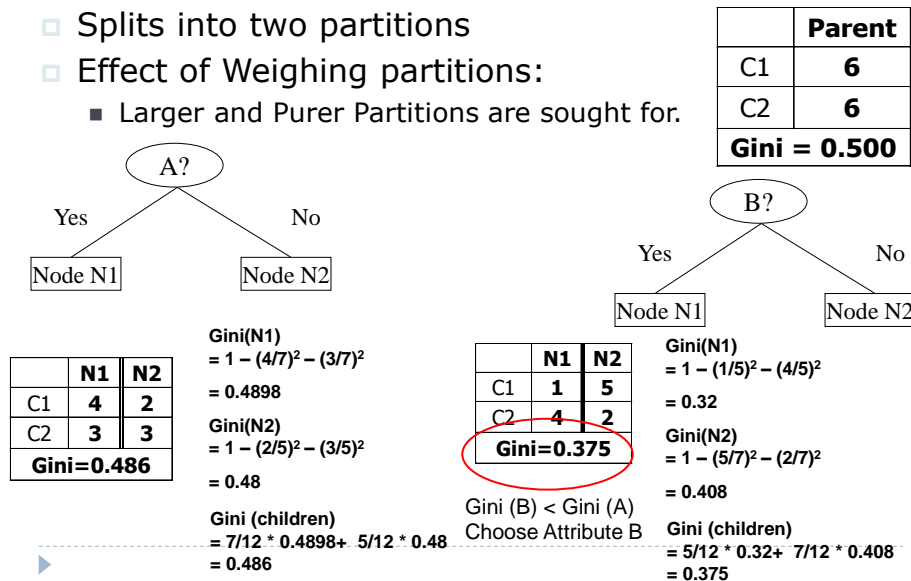 Splits into two partitions
Effect of Weighing partitions:
Larger and Purer Partitions are sought for.
Parent
C1 6
C2 6
Gini = 0.500
A?
Yes No
Node N1 Node N2
N1 N2
C1 4 2
C2 3 3
Gini=0.486
Gini(N1)
= 1 – (4/7)² – (3/7)²
= 0.4898
Gini(N2)
= 1 – (2/5)² – (3/5)²
= 0.48
Gini (children)
= 7/12 * 0.4898+ 5/12 * 0.48
= 0.486
B?
Yes No
Node N1 Node N2
N1 N2
C1 1 5
C2 4 2
Gini=0.375
Gini (B) < Gini (A)
Choose Attribute B
Gini(N1)
= 1 – (1/5)² – (4/5)²
= 0.32
Gini(N2)
= 1 – (5/7)² – (2/7)²
= 0.408
Gini (children)
= 5/12 * 0.32+ 7/12 * 0.408
= 0.375